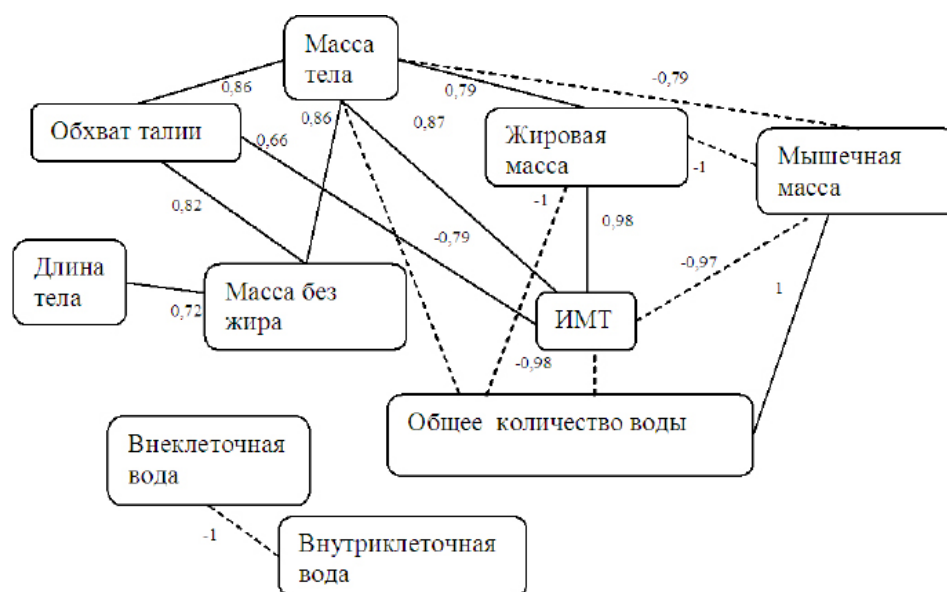 Масса
тела
-0,79
0,86
0,79
Обхват талии
0,66
0,86
0,87
Жировая
масса
Мышечная
масса
-1
-1
0,82
0,98
-0,79
-0,97
Длина
тела
Масса без
жира
0,72
ИМТ
1
-0,98
Общее количество воды
Внеклеточная
вода
-1
Внутриклеточная
вода